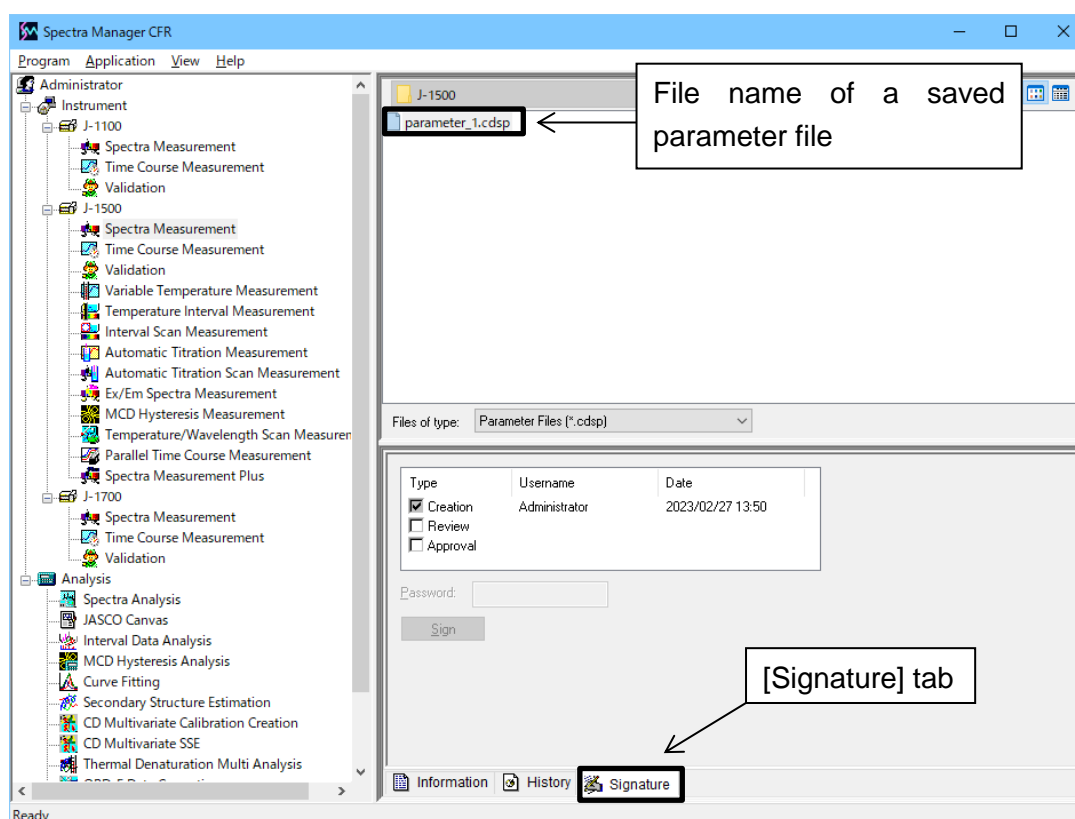 Spectra Manager CFR
Program Application View Help
Administrator
Instrument
J-1100
Spectra Measurement
Time Course Measurement
Validation
J-1500
Spectra Measurement
Time Course Measurement
Validation
Variable Temperature Measurement
Temperature Interval Measurement
Interval Scan Measurement
Automatic Titration Measurement
Automatic Titration Scan Measurement
Ex/Em Spectra Measurement
MCD Hysteresis Measurement
Temperature/Wavelength Scan Measuren
Parallel Time Course Measurement
Spectra Measurement Plus
J-1700
Spectra Measurement
Time Course Measurement
Validation
Analysis
Spectra Analysis
JASCO Canvas
Interval Data Analysis
MCD Hysteresis Analysis
Curve Fitting
Secondary Structure Estimation
CD Multivariate Calibration Creation
CD Multivariate SSE
Thermal Denaturation Multi Analysis
J-1500
parameter_1.cdsp
File name of a saved
parameter file
Files of type: Parameter Files (*.cdsp)
Type Username Date
Creation Administrator 2023/02/27 13:50
Review
Approval
Password:
Sign
[Signature] tab
Information History Signature
Ready